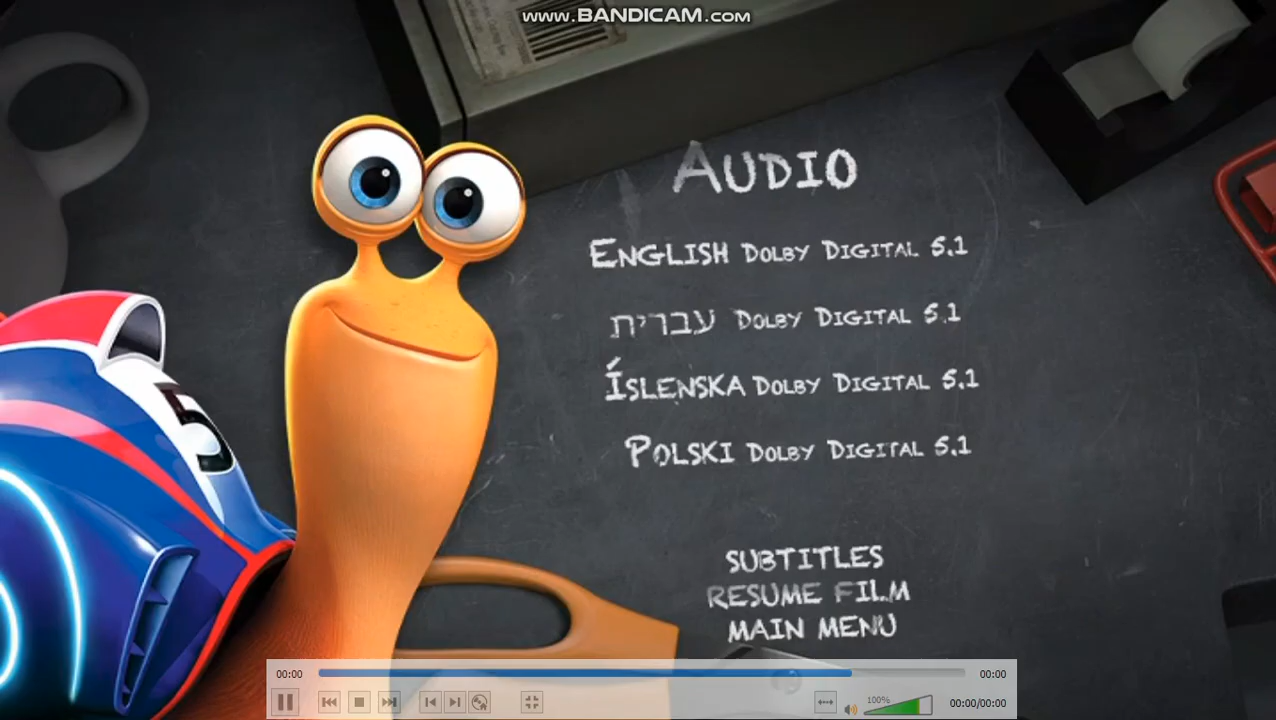 www.BANDICAM.com
AUDIO
ENGLISH DOLBY DIGITAL 5.1
עברית DOLBY DIGITAL 5.1
ÍSLENSKA DOLBY DIGITAL 5.1
POLSKI DOLBY DIGITAL 5.1
SUBTITLES
RESUME FILM
MAIN MENU
00:00
00:00
100%
00:00/00:00